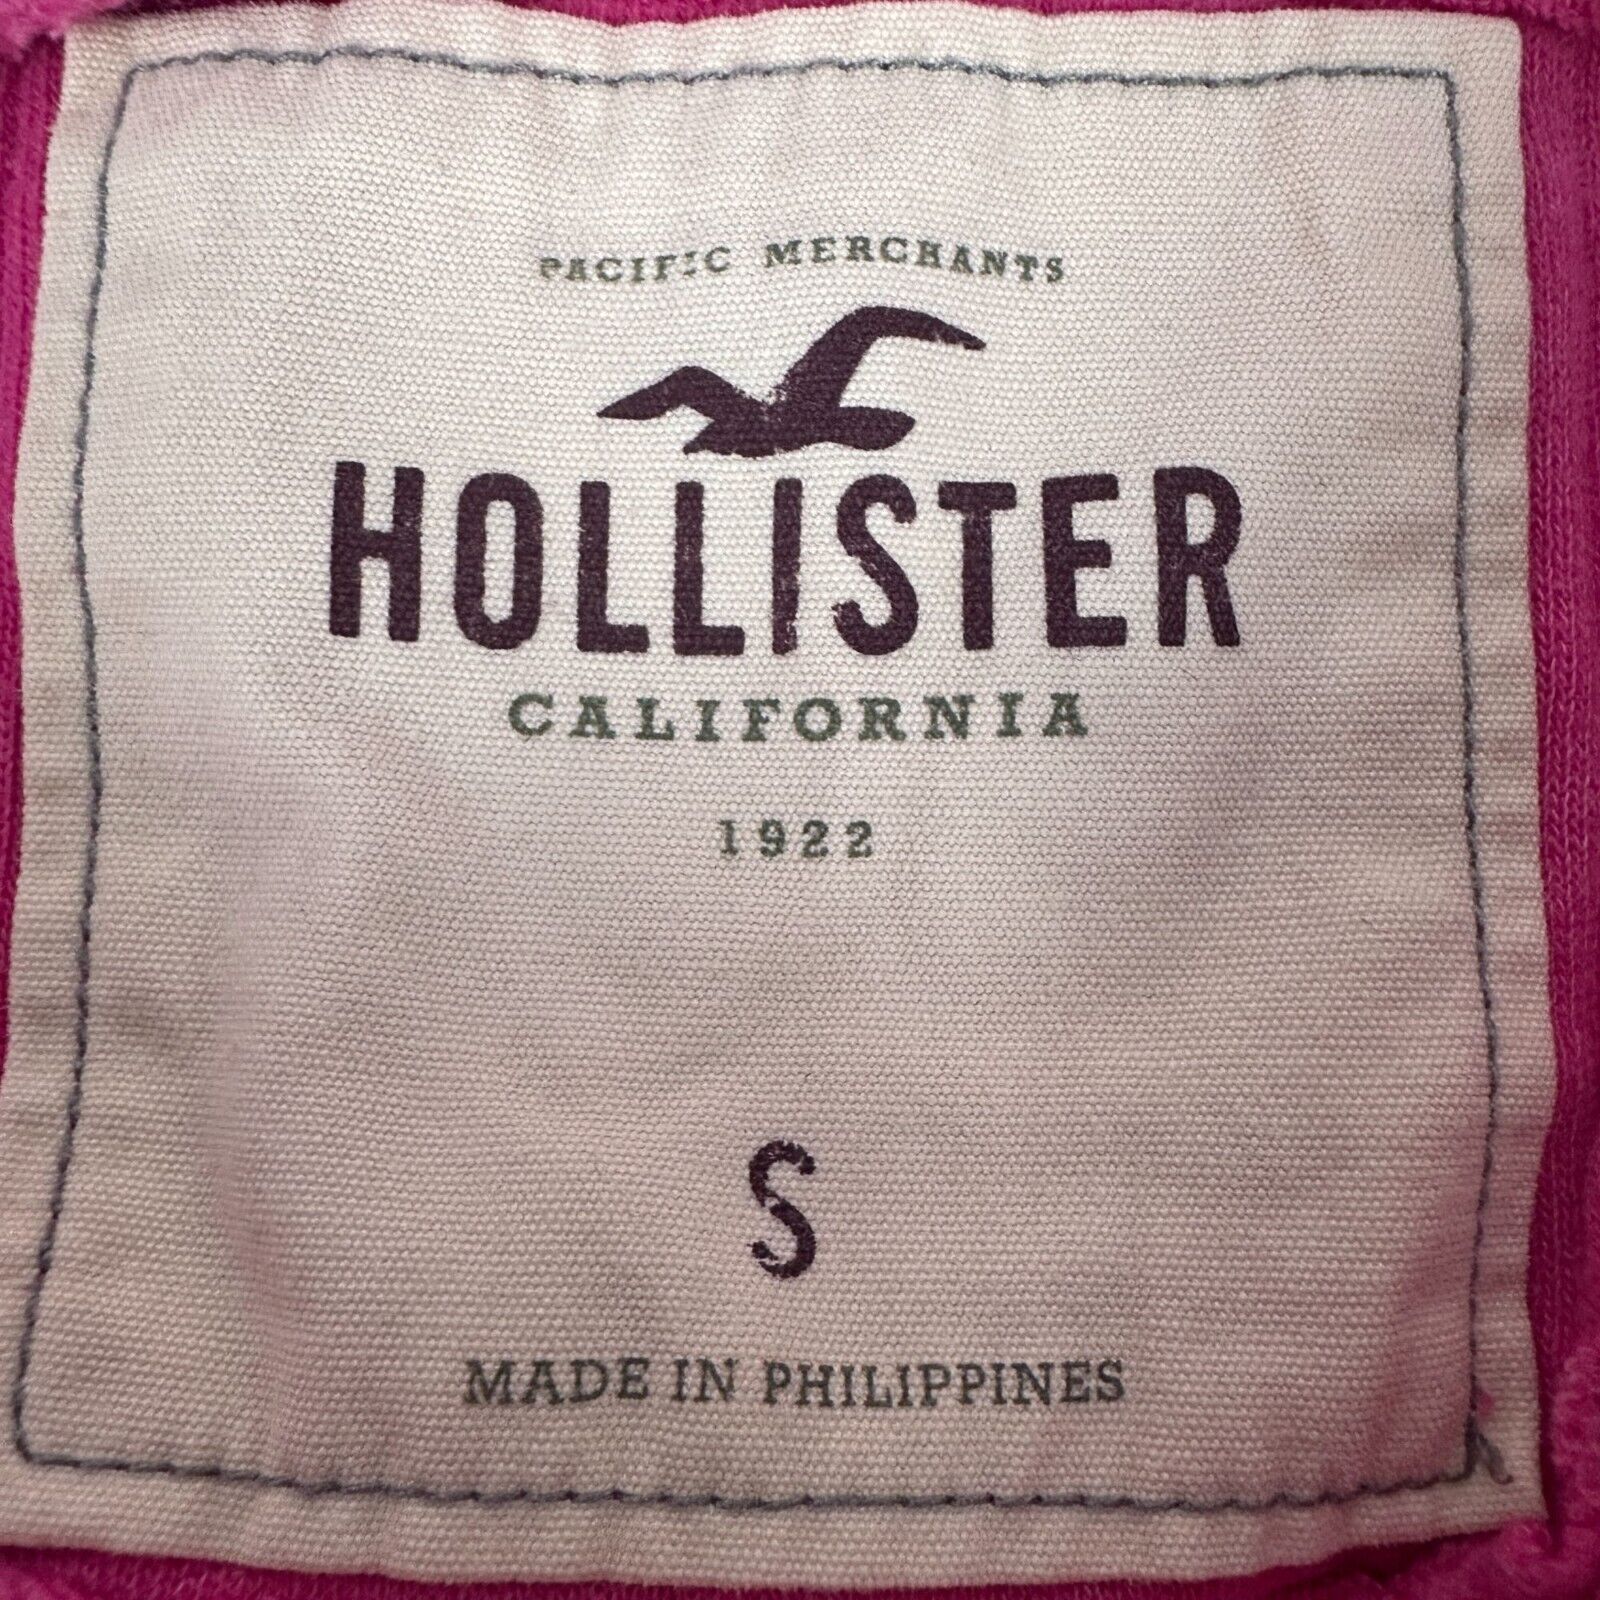 PACIFIC MERCHANTS
HOLLISTER
CALIFORNIA
1922
S
MADE IN PHILIPPINES